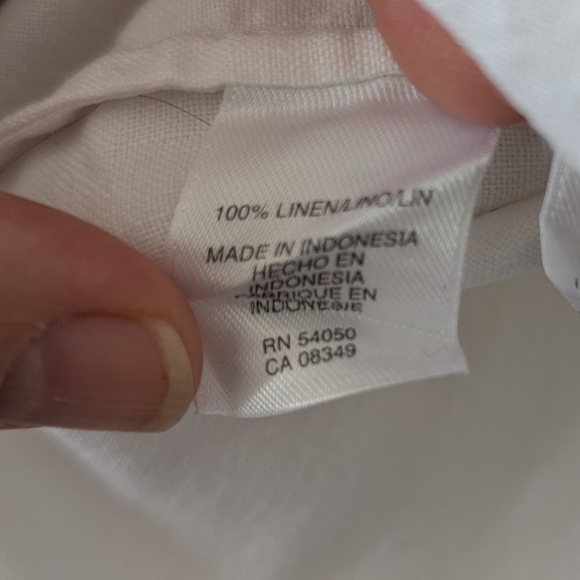 100% LINEN/LINO/LIN
MADE IN INDONESIA
HECHO EN
INDONESIA
FABRIQUE EN
INDONESIE
RN 54050
CA 08349